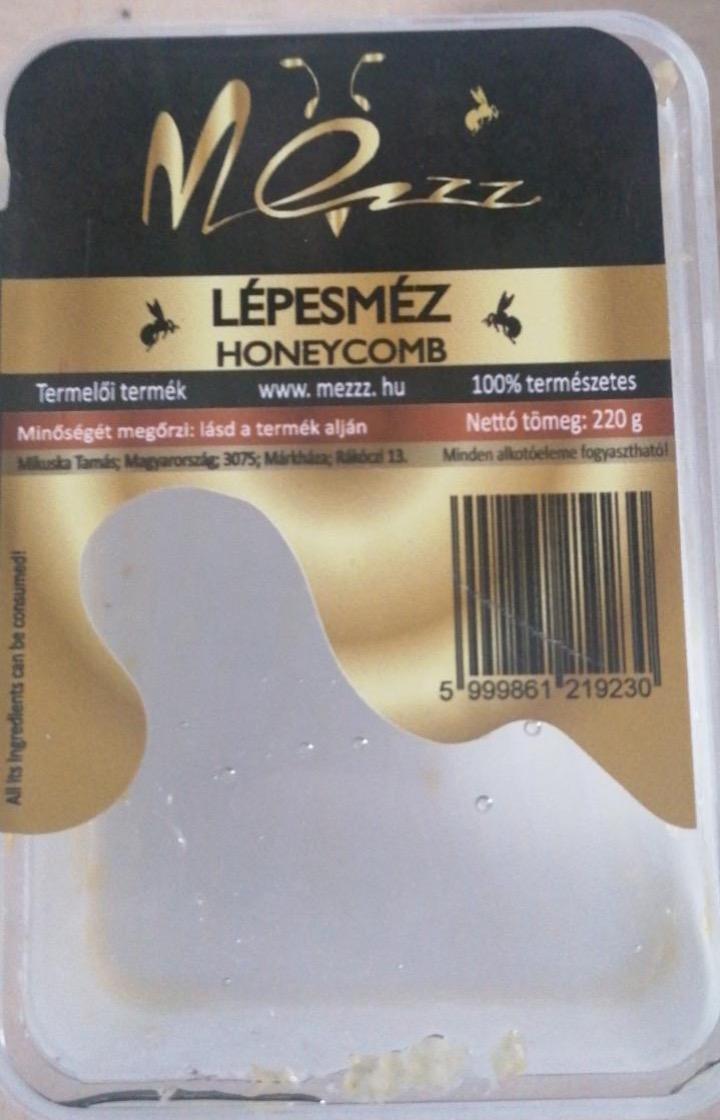 Mezzz
LÉPESMÉZ
HONEYCOMB
Termelői termék www. mezzz. hu 100% természetes
Minőségét megőrzi: lásd a termék alján Nettó tömeg: 220 g
Mikuska Tamás; Magyarország; 3075; Márkháza; Rákóczi 13. Minden alkotóeleme fogyasztható!
All its ingredients can be consumed!
5 999861 219230